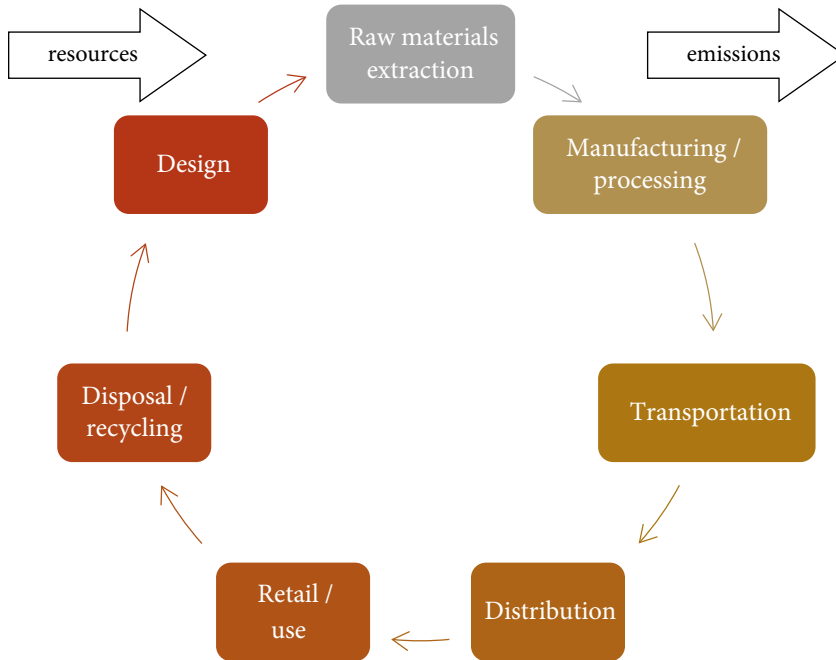 resources
Raw materials
extraction
emissions
Design
Manufacturing /
processing
Disposal /
recycling
Transportation
Retail /
use
Distribution